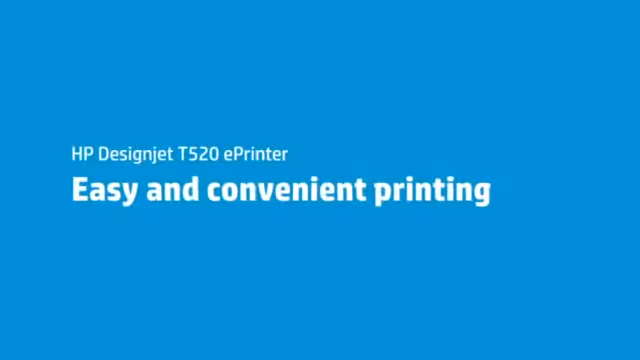 HP Designjet T520 ePrinter
Easy and convenient printing